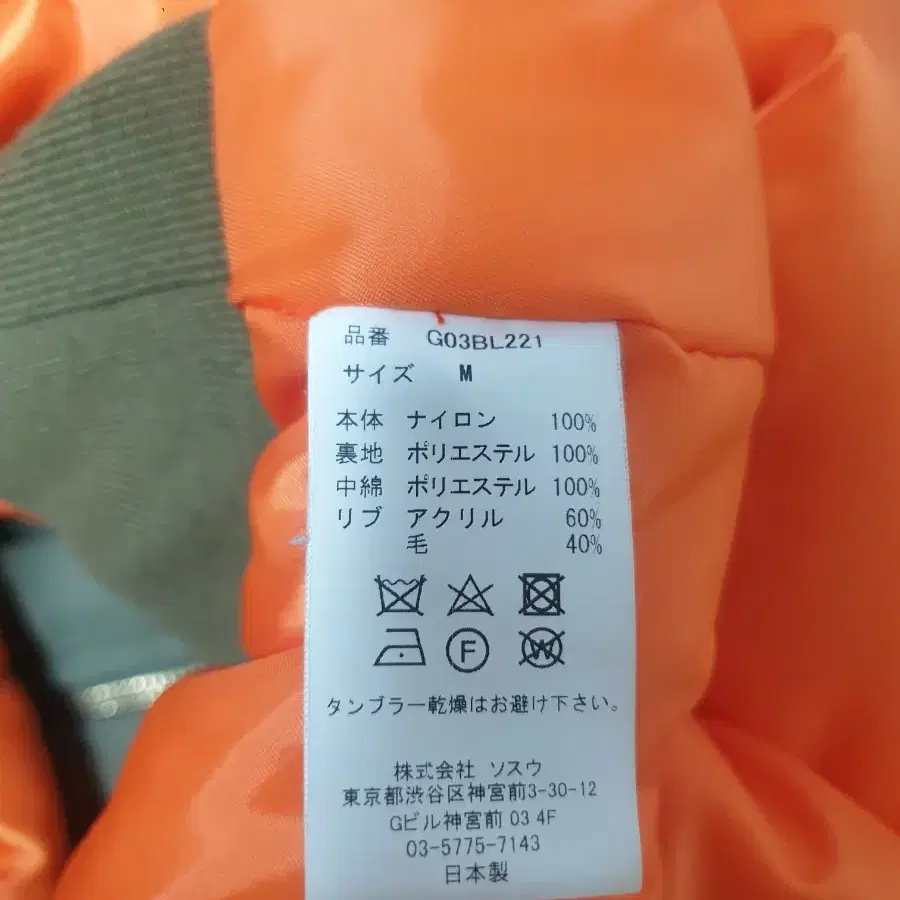 品番 G03BL221
サイズ M
本体 ナイロン 100%
裏地 ポリエステル 100%
中綿 ポリエステル 100%
リブ アクリル 60%
毛 40%
F W
タンブラー乾燥はお避け下さい。
株式会社 ソスウ
東京都渋谷区神宮前3-30-12
Gビル神宮前 03 4F
03-5775-7143
日本製